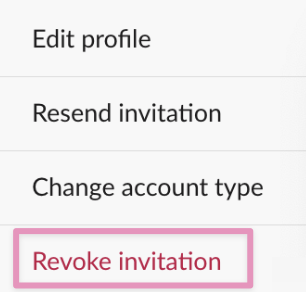 Edit profile
Resend invitation
Change account type
Revoke invitation